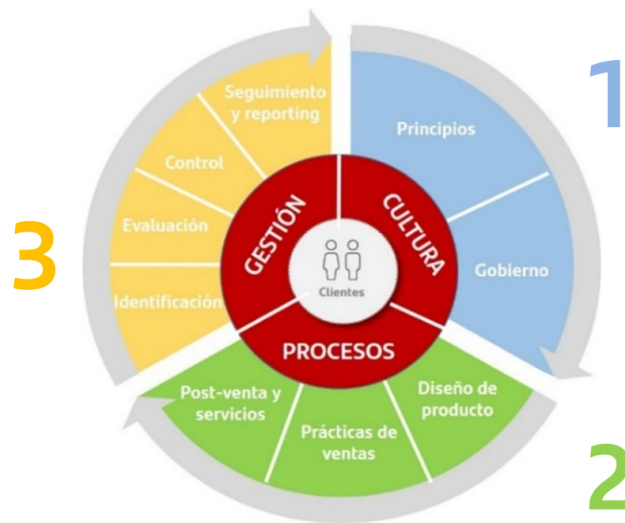 1
Principios
Gobierno
CULTURA
2
Diseño de
producto
Prácticas de
ventas
Post-venta y
servicios
PROCESOS
3
Identificación
Evaluación
Control
Seguimiento
y reporting
GESTIÓN
Clientes